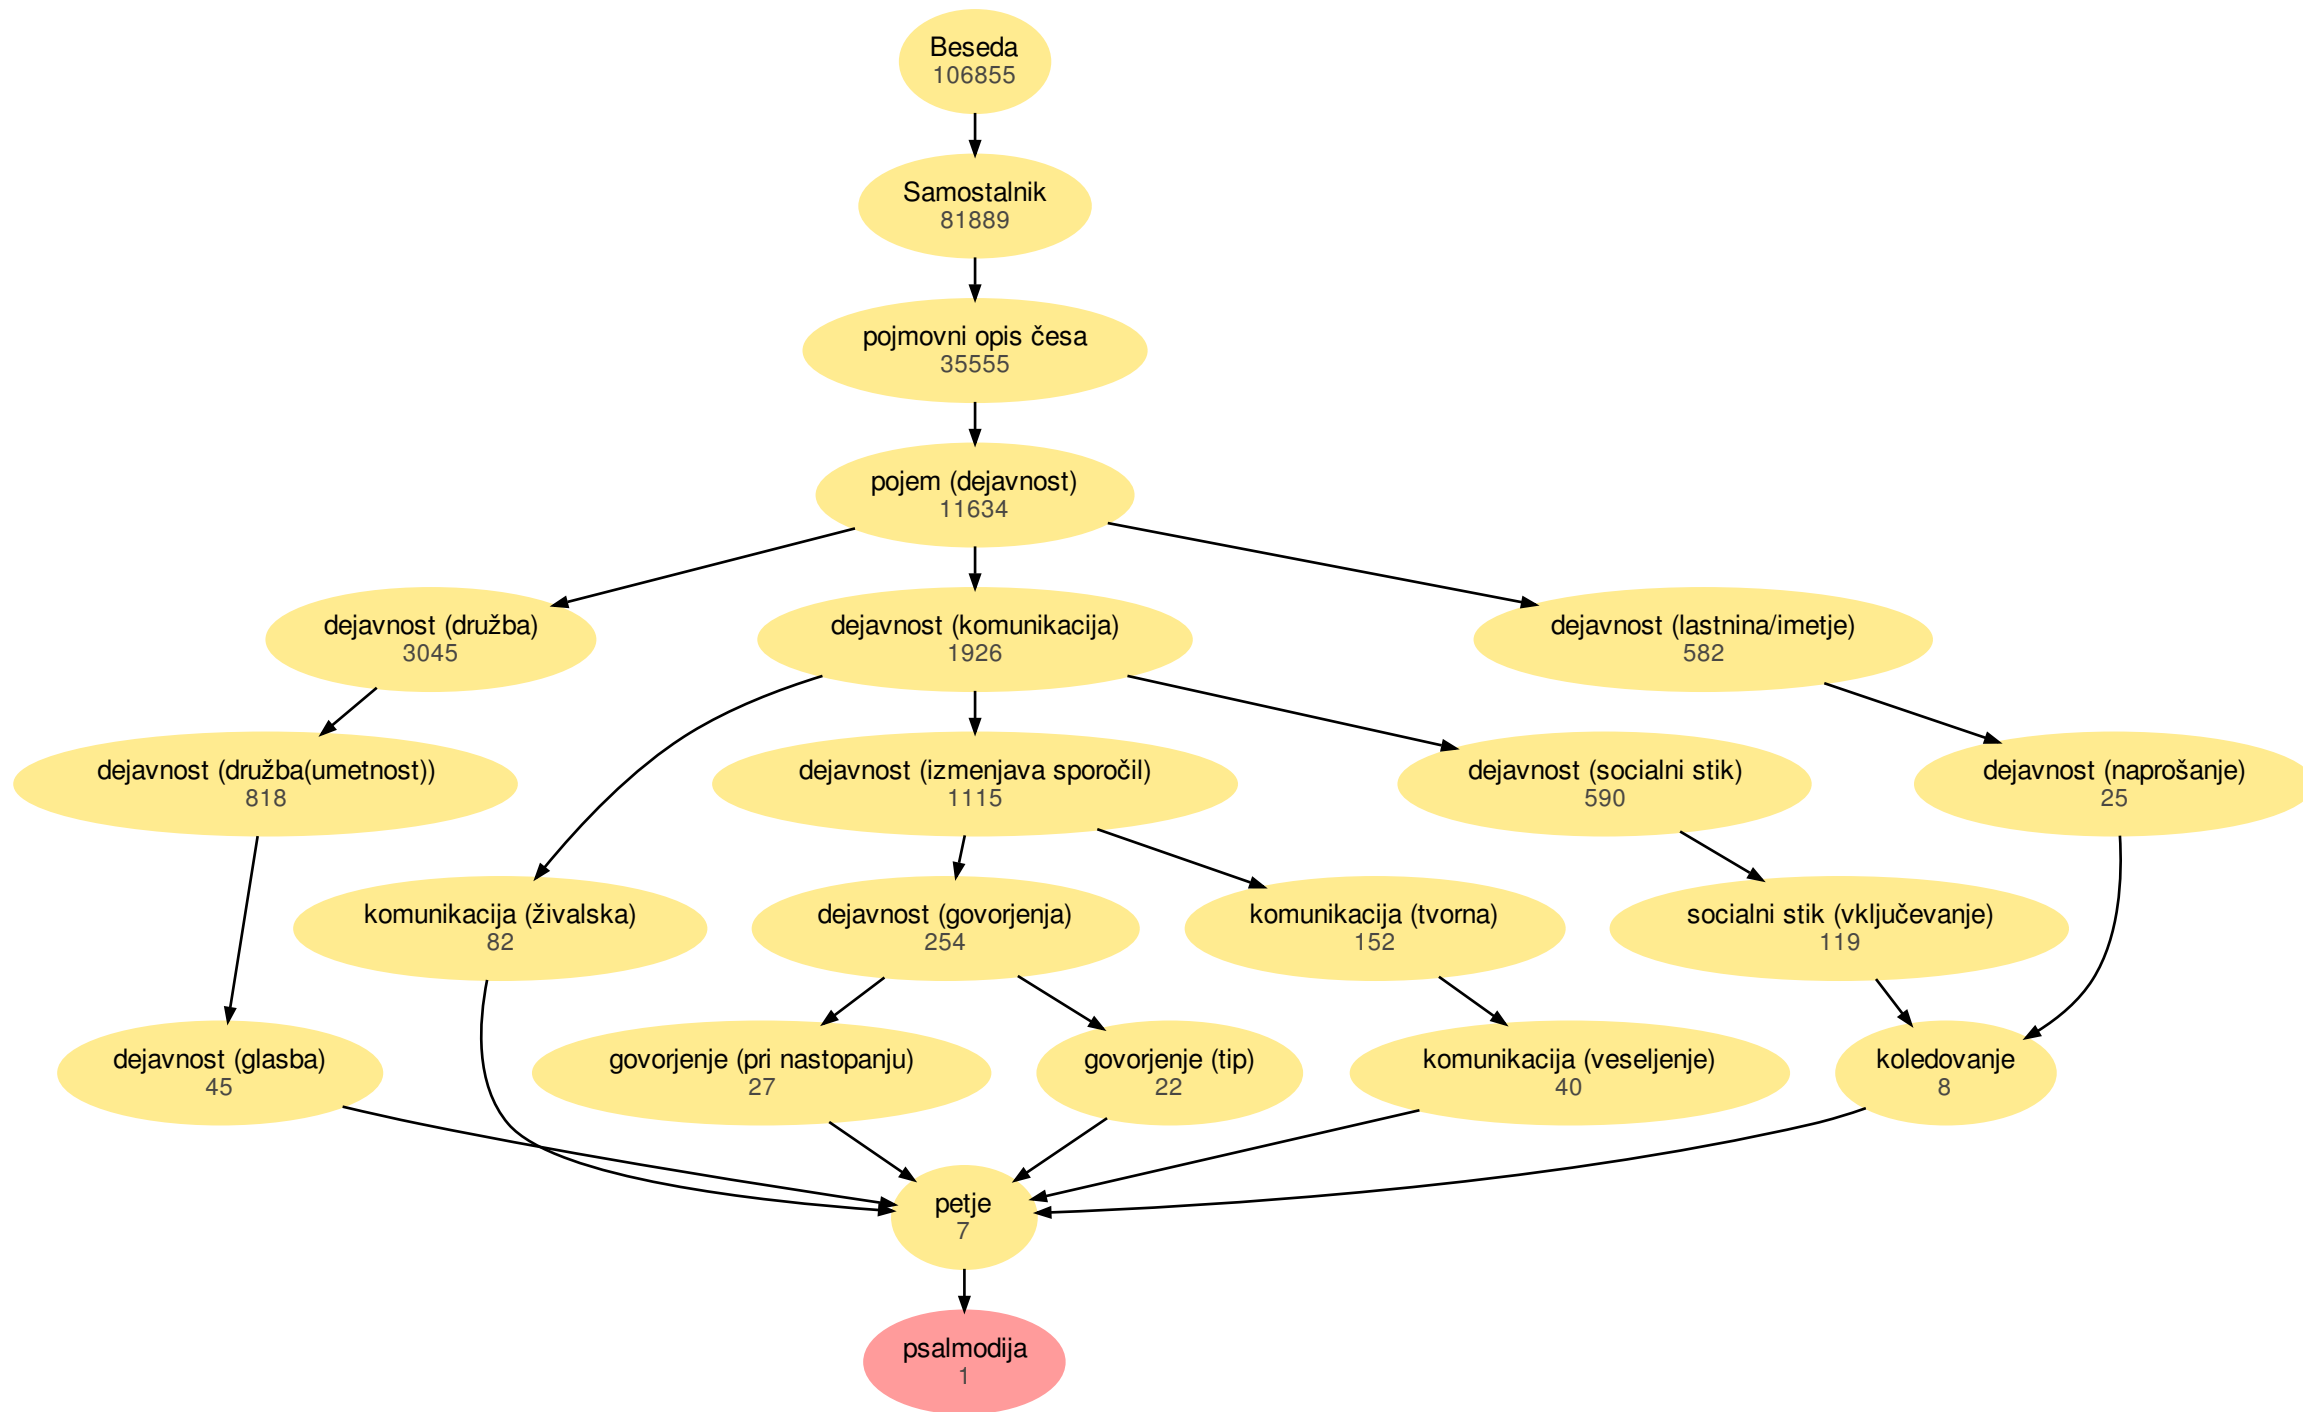 Beseda
106855
Samostalnik
81889
pojmovni opis česa
35555
pojem (dejavnost)
11634
dejavnost (družba)
3045
dejavnost (komunikacija)
1926
dejavnost (lastnina/imetje)
582
dejavnost (družba(umetnost))
818
dejavnost (izmenjava sporočil)
1115
dejavnost (socialni stik)
590
dejavnost (naprošanje)
25
komunikacija (živalska)
82
dejavnost (govorjenja)
254
komunikacija (tvorna)
152
socialni stik (vključevanje)
119
dejavnost (glasba)
45
govorjenje (pri nastopanju)
27
govorjenje (tip)
22
komunikacija (veseljenje)
40
koledovanje
8
petje
7
psalmodija
1